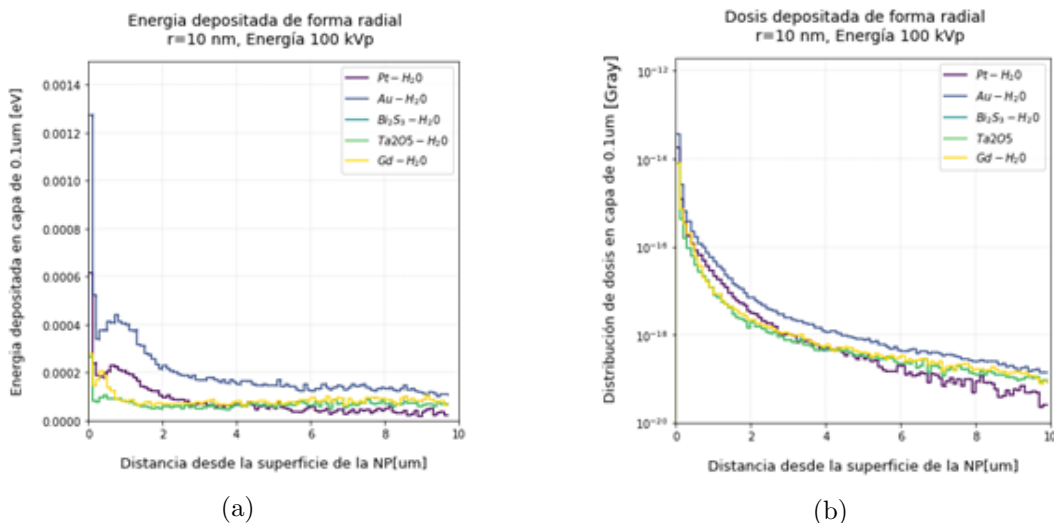 Energia depositada de forma radial
r=10 nm, Energía 100 kVp
Energia depositada en capa de 0.1um [eV]
0.0014
0.0012
0.0010
0.0008
0.0006
0.0004
0.0002
0.0000
Pt − H₂0
Au − H₂0
Bi₂S₃ − H₂0
Ta2O5 − H₂0
Gd − H₂0
0 2 4 6 8 10
Distancia desde la superficie de la NP[um]
(a)
Dosis depositada de forma radial
r=10 nm, Energía 100 kVp
Distribución de dosis en capa de 0.1um [Gray]
10⁻¹²
10⁻¹⁴
10⁻¹⁶
10⁻¹⁸
10⁻²⁰
Pt − H₂0
Au − H₂0
Bi₂S₃ − H₂0
Ta2O5
Gd − H₂0
0 2 4 6 8 10
Distancia desde la superficie de la NP[um]
(b)